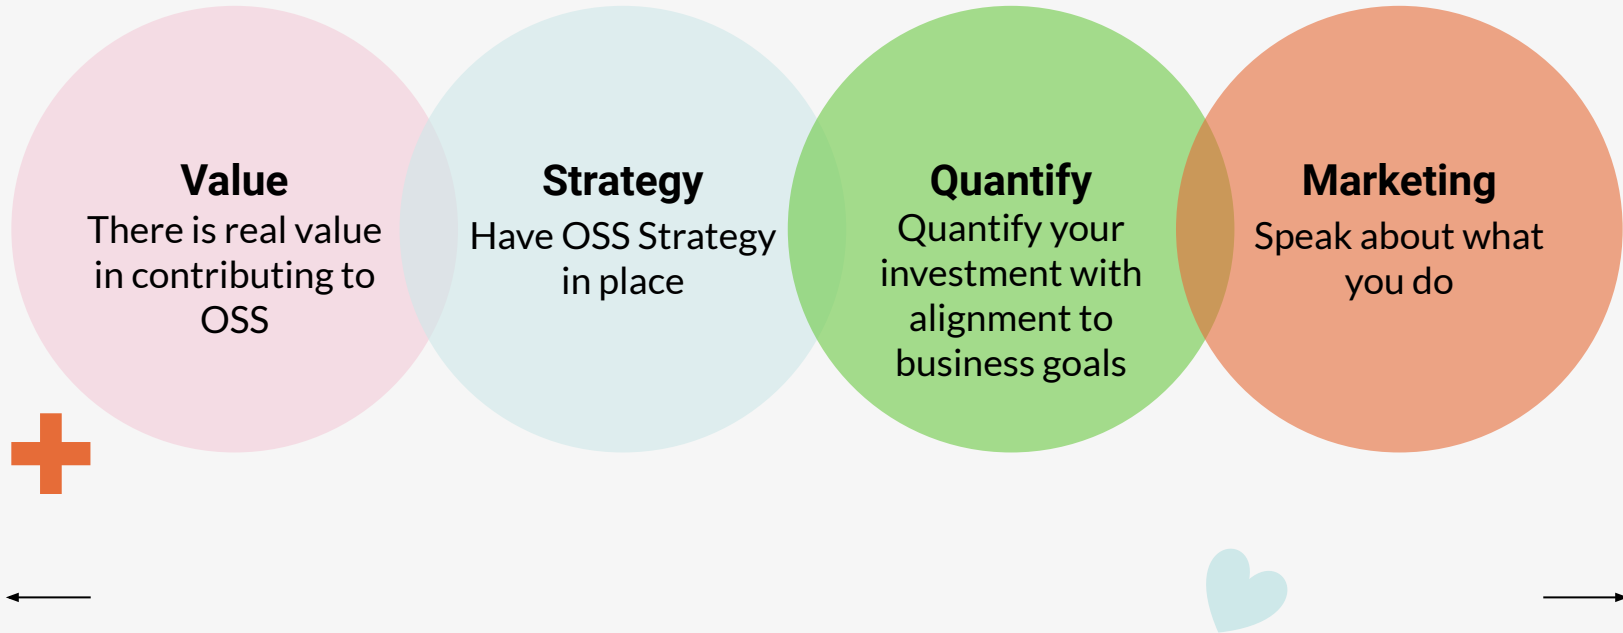 Value
There is real value
in contributing to
OSS
Strategy
Have OSS Strategy
in place
Quantify
Quantify your
investment with
alignment to
business goals
Marketing
Speak about what
you do